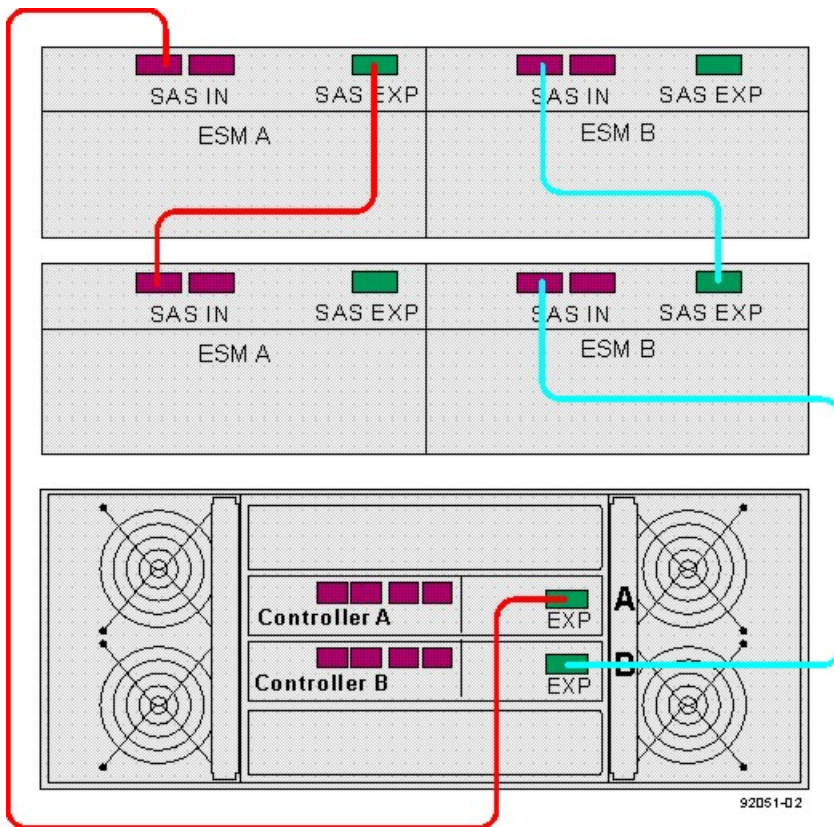 SAS IN SAS EXP SAS IN SAS EXP
ESM A ESM B
SAS IN SAS EXP SAS IN SAS EXP
ESM A ESM B
Controller A EXP A
Controller B EXP B
92051-02